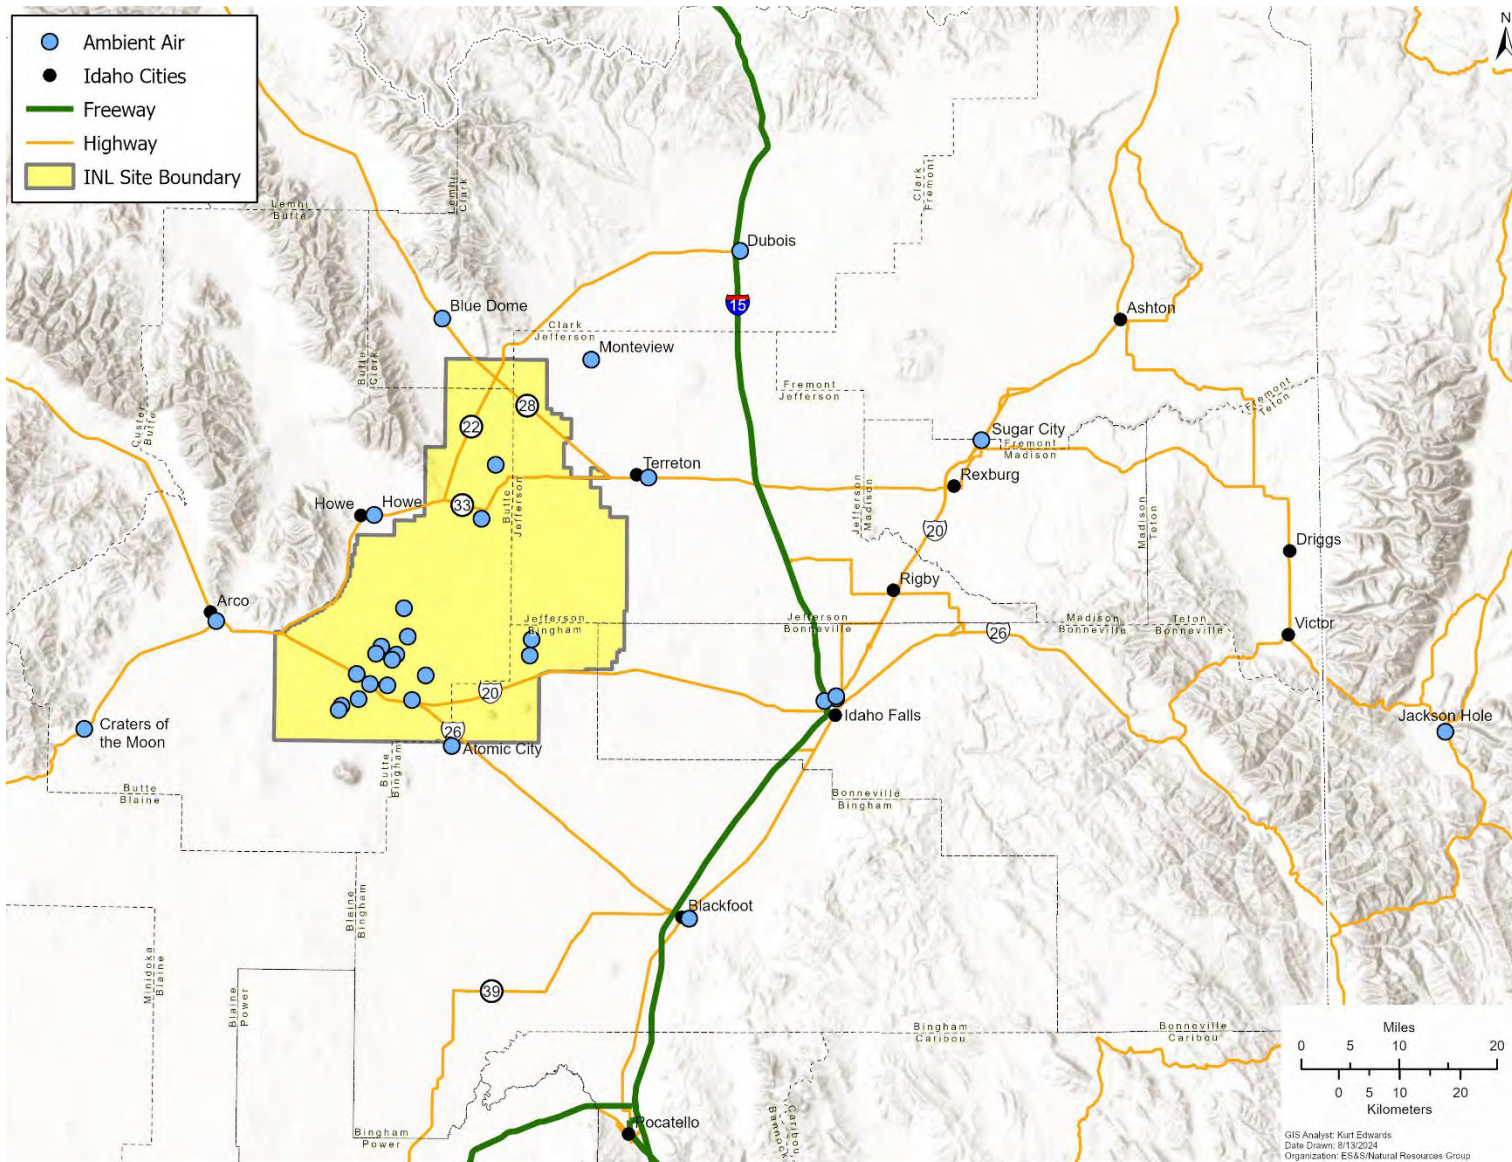 Ambient Air
Idaho Cities
Freeway
Highway
INL Site Boundary
N
Lemhi
Butte
Lemhi
Clark
Clark
Fremont
Dubois
15
Blue Dome
Ashton
Clark
Jefferson
Monteview
Butte
Clark
Fremont
Jefferson
Fremont
Teton
Custer
Butte
28
22
Sugar City
Fremont
Madison
Terreton
Rexburg
Howe
Howe
33
Butte
Jefferson
Jefferson
Madison
Madison
Teton
20
Driggs
Rigby
Arco
Jefferson
Bingham
Jefferson
Bonneville
Madison
Bonneville
Teton
Bonneville
26
Victor
20
Craters of
the Moon
26
Atomic City
Idaho Falls
Jackson Hole
Butte
Bingham
Butte
Blaine
Bonneville
Bingham
Blaine
Bingham
Blackfoot
Minidoka
Blaine
Blaine
Power
39
Bingham
Caribou
Bonneville
Caribou
Miles
0 5 10 20
0 5 10 20
Kilometers
Pocatello
Bingham
Power
Caribou
Bannock
GIS Analyst: Kurt Edwards
Date Drawn: 8/13/2024
Organization: ES&S/Natural Resources Group